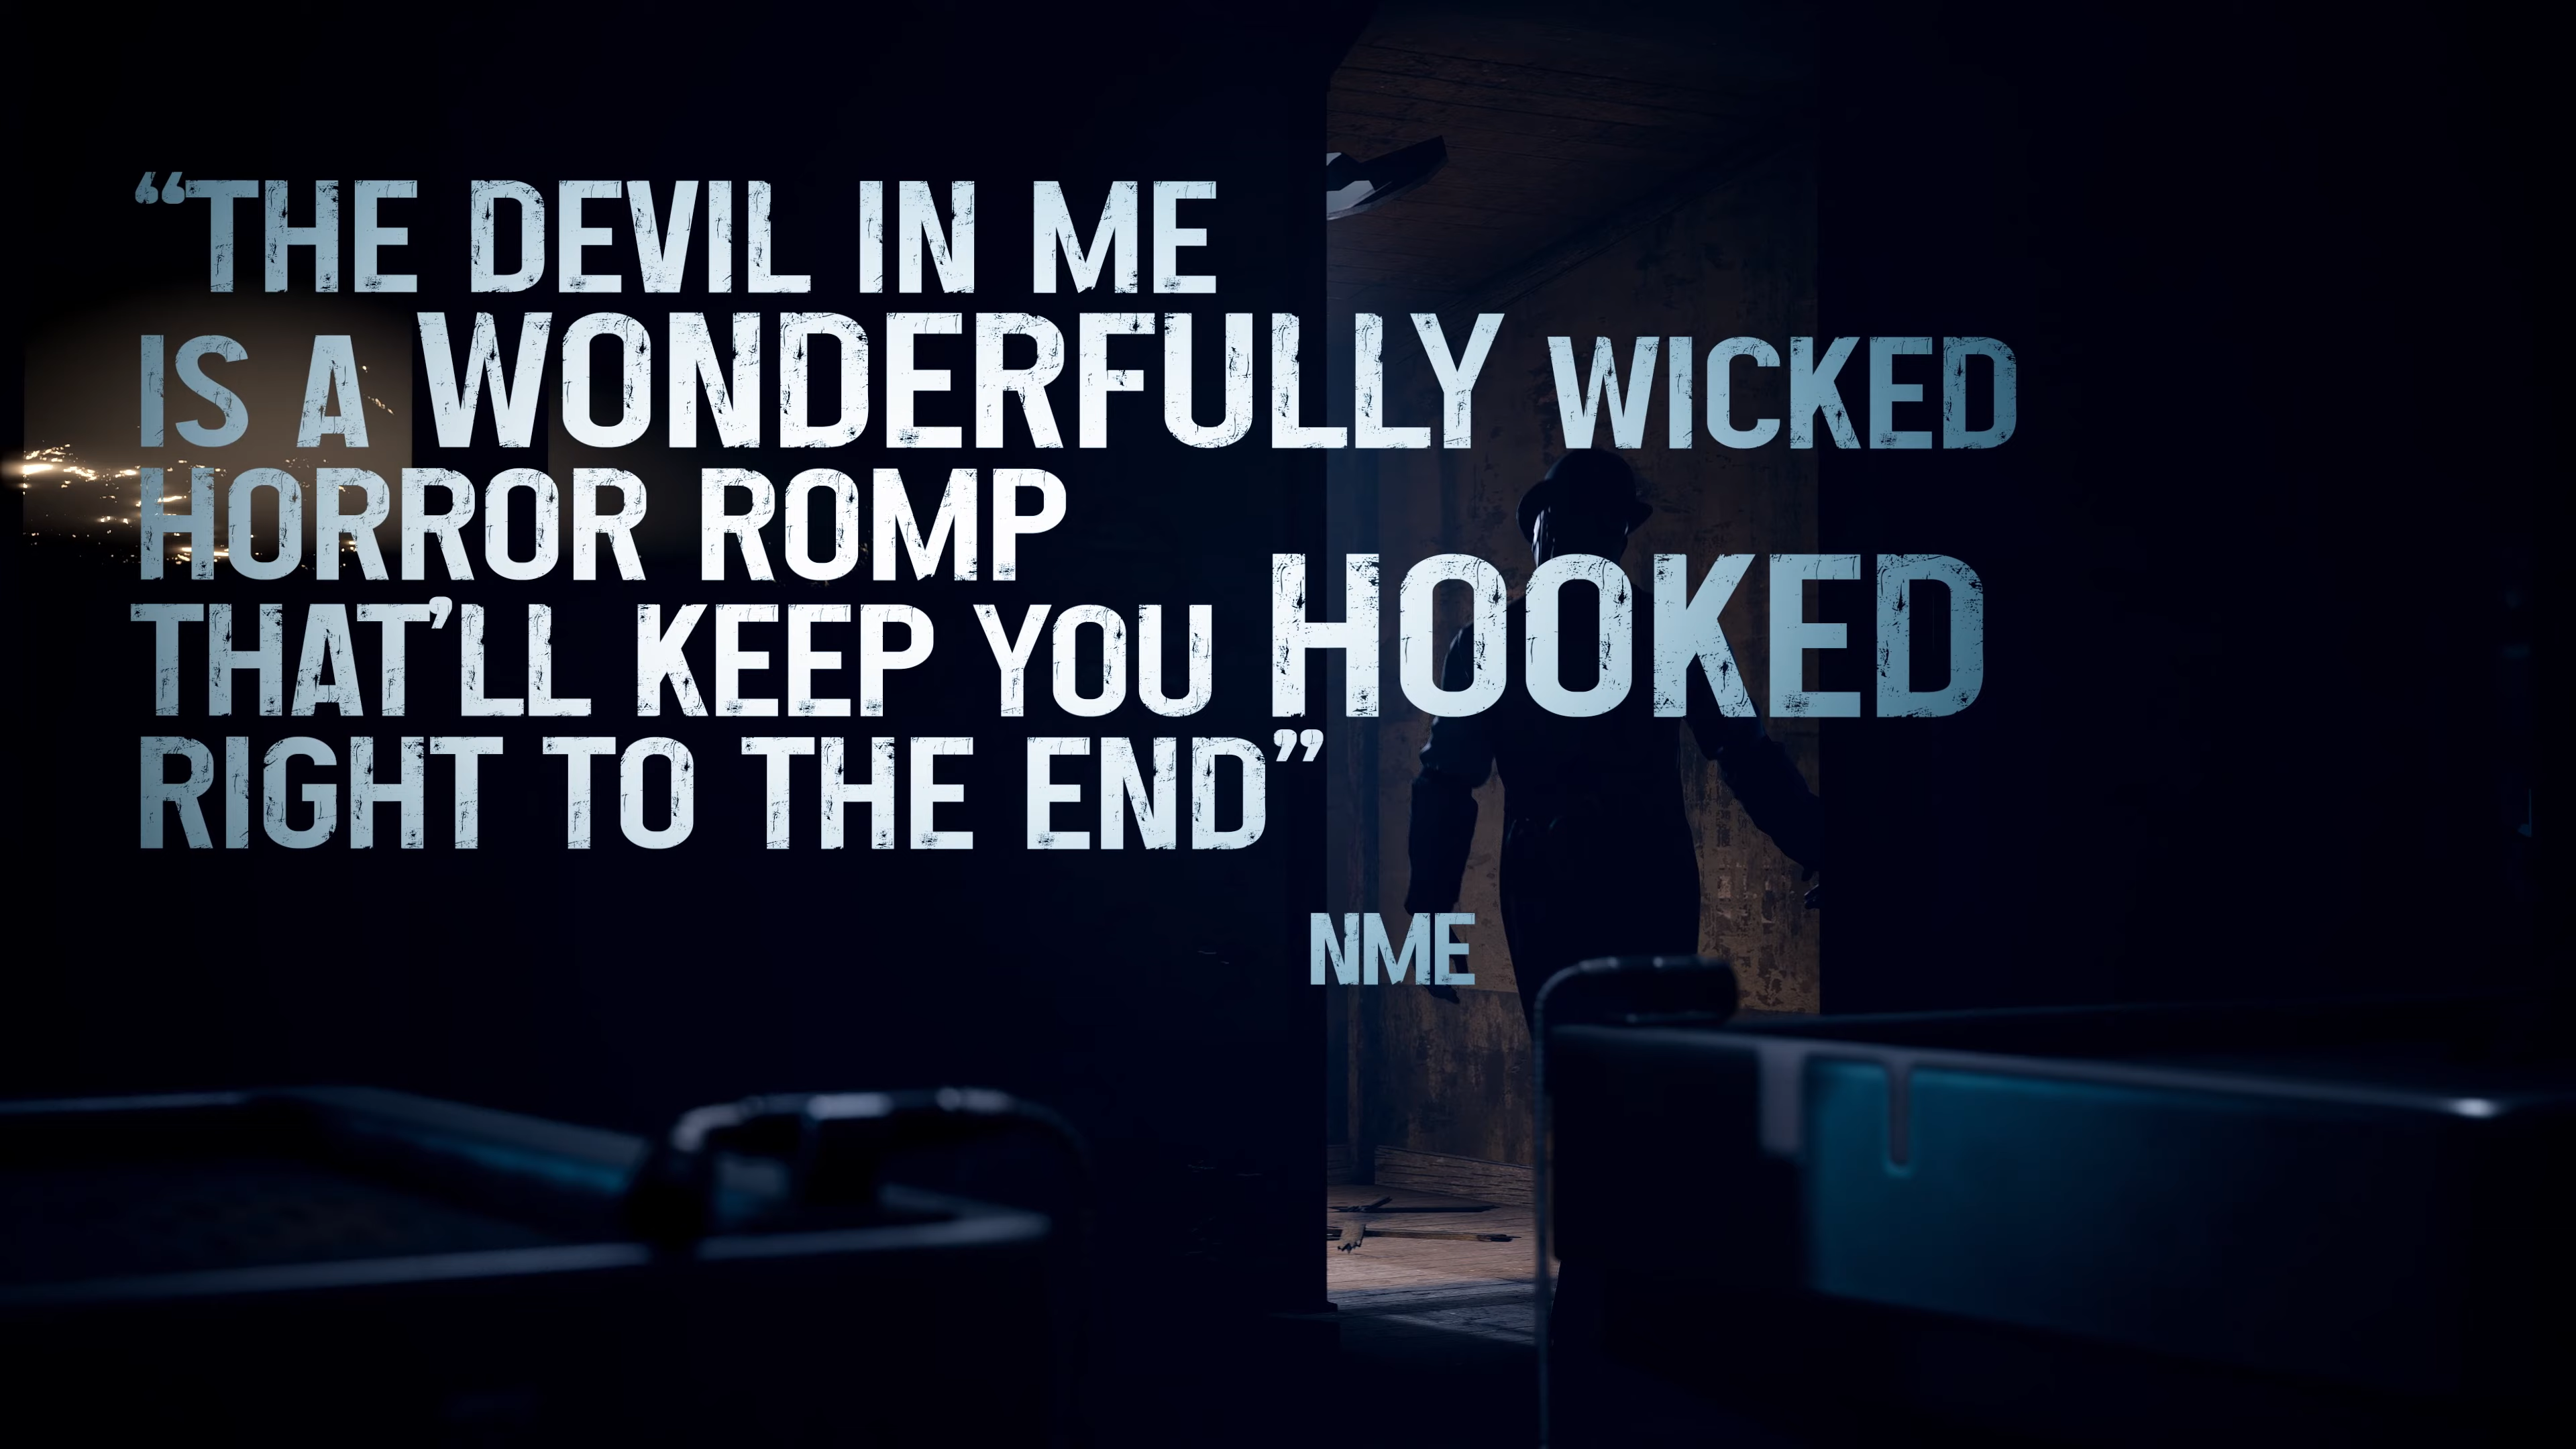 “THE DEVIL IN ME
IS A WONDERFULLY WICKED
HORROR ROMP
THAT’LL KEEP YOU HOOKED
RIGHT TO THE END”
NME